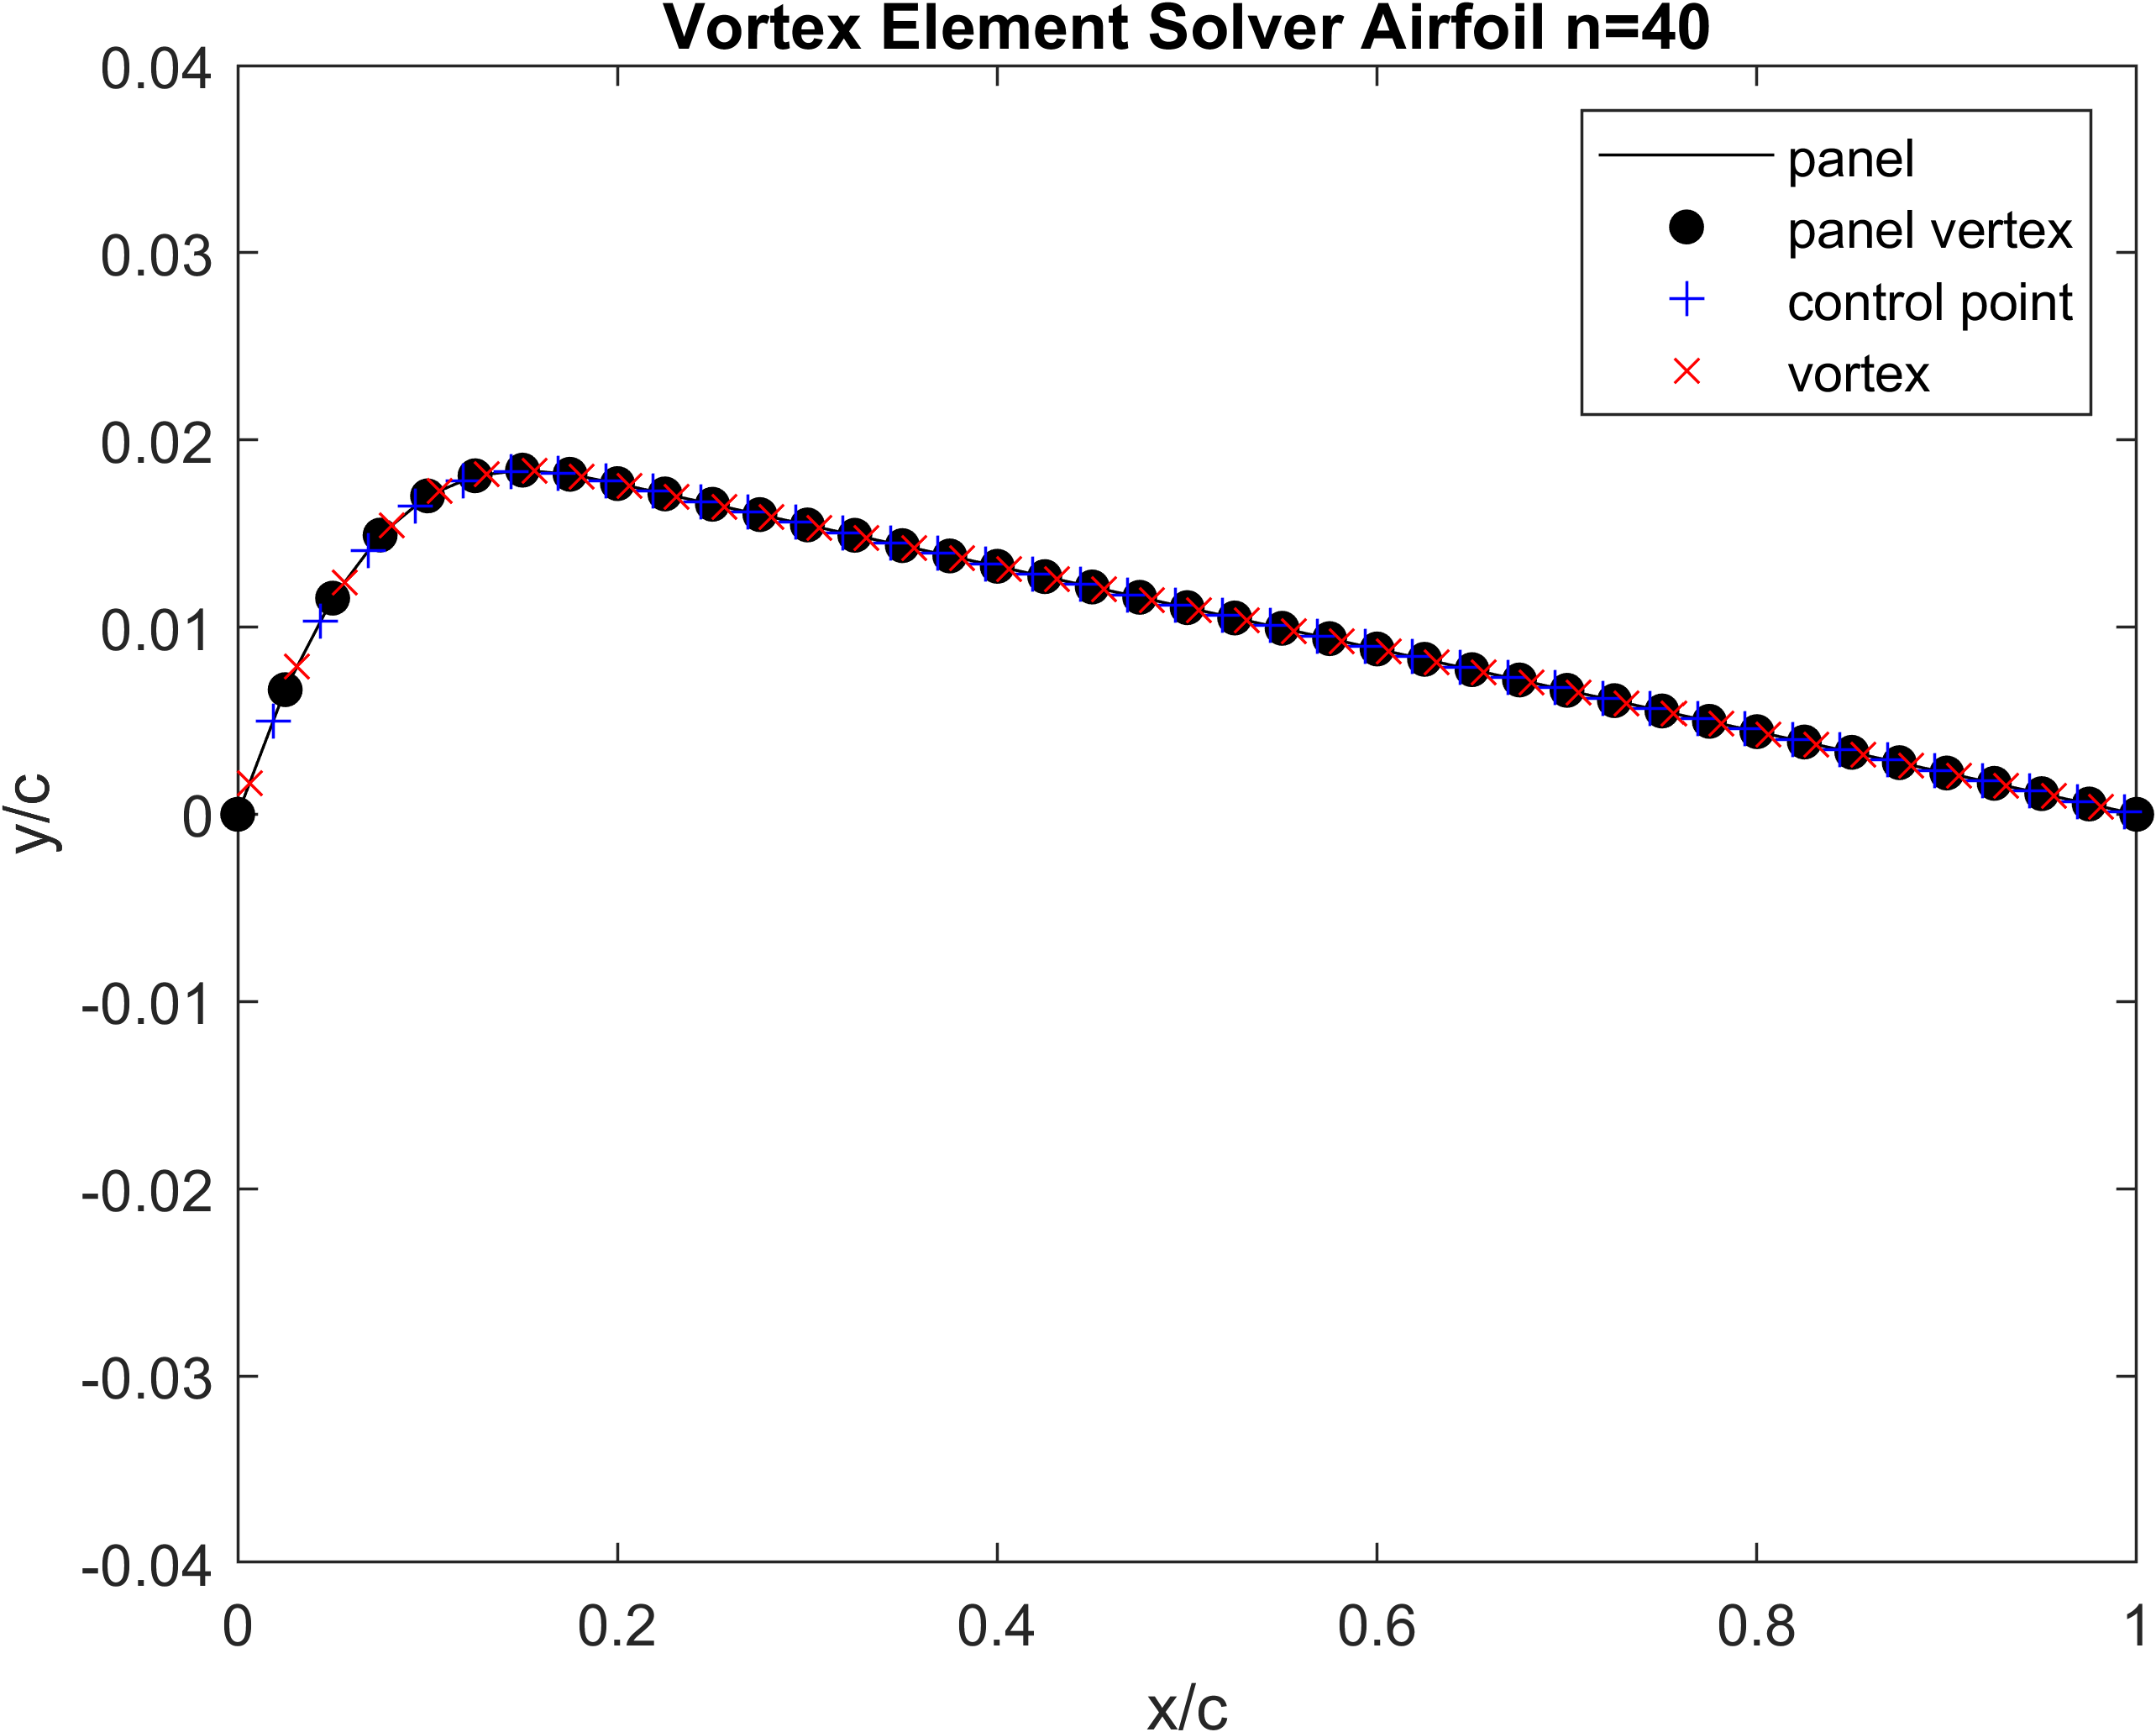 Vortex Element Solver Airfoil n=40
0.04
0.03
0.02
0.01
0
-0.01
-0.02
-0.03
-0.04
y/c
panel
panel vertex
control point
vortex
0 0.2 0.4 0.6 0.8 1
x/c